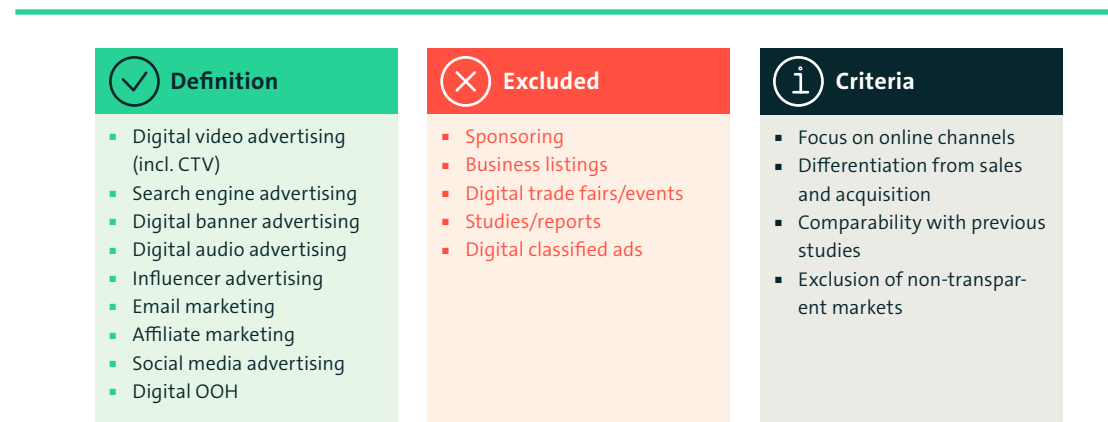 Definition
Digital video advertising
(incl. CTV)
Search engine advertising
Digital banner advertising
Digital audio advertising
Influencer advertising
Email marketing
Affiliate marketing
Social media advertising
Digital OOH
Excluded
Sponsoring
Business listings
Digital trade fairs/events
Studies/reports
Digital classified ads
Criteria
Focus on online channels
Differentiation from sales
and acquisition
Comparability with previous
studies
Exclusion of non-transpar-
ent markets